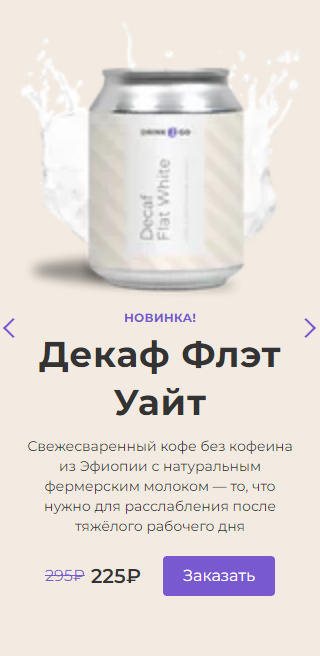 DRINK 2 GO
Decaf
Flat White
НОВИНКА!
Декаф Флэт
Уайт
Свежесваренный кофе без кофеина
из Эфиопии с натуральным
фермерским молоком — то, что
нужно для расслабления после
тяжёлого рабочего дня
295₽ 225₽ Заказать